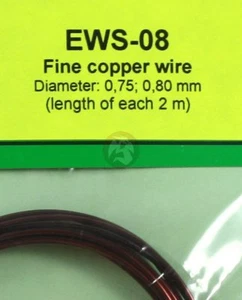 EWS-08
Fine copper wire
Diameter: 0,75; 0,80 mm
(length of each 2 m)